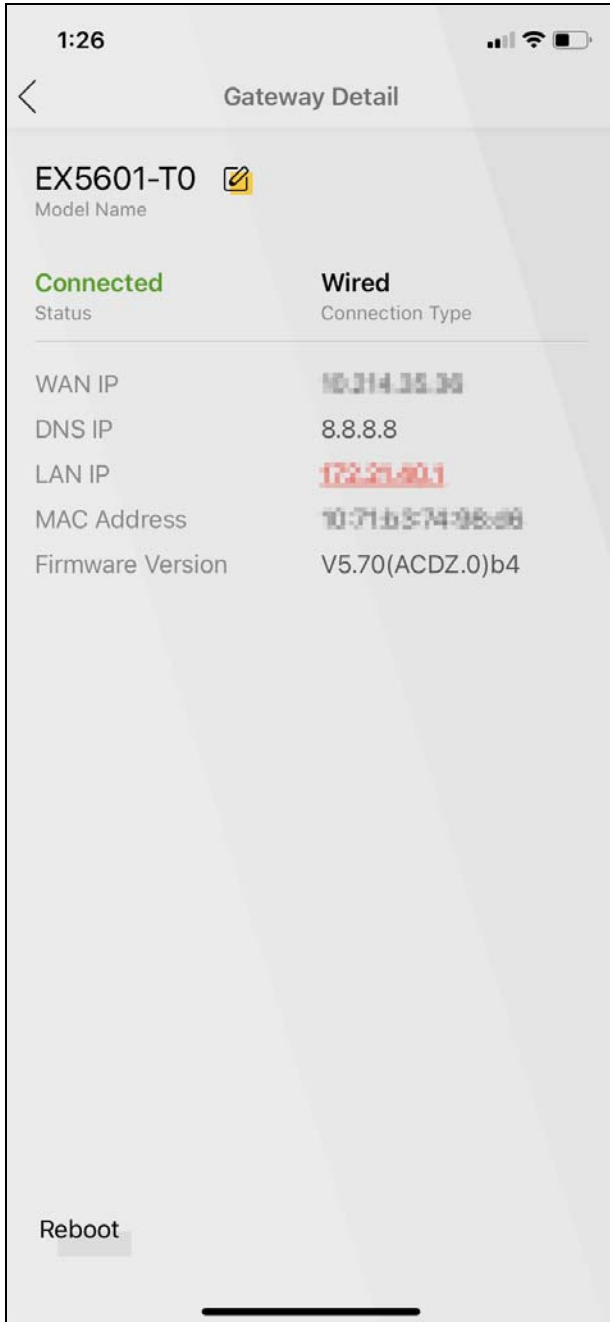 1:26
Gateway Detail
EX5601-T0
Model Name
Connected Wired
Status Connection Type
WAN IP
DNS IP 8.8.8.8
LAN IP
MAC Address
Firmware Version V5.70(ACDZ.0)b4
Reboot